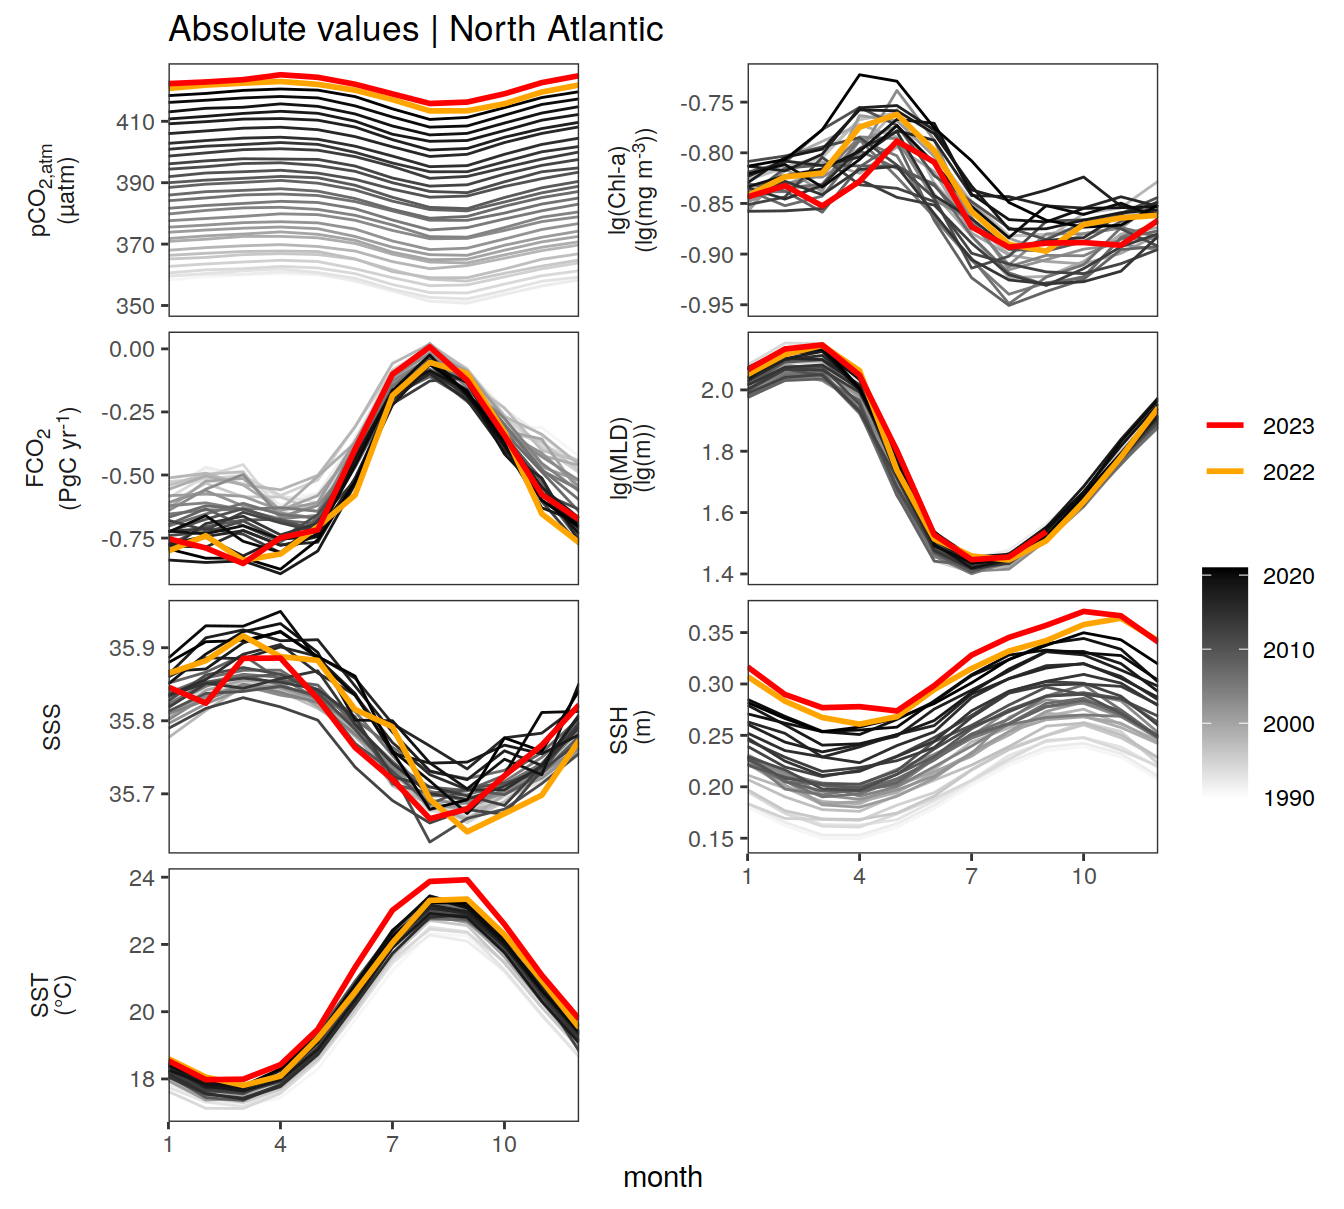 Absolute values | North Atlantic
pCO2,atm
(µatm)
410
390
370
350
lg(Chl-a)
(lg(mg m-3))
-0.75
-0.80
-0.85
-0.90
-0.95
FCO2
(PgC yr-1)
0.00
-0.25
-0.50
-0.75
lg(MLD)
(lg(m))
2.0
1.8
1.6
1.4
SSS
35.9
35.8
35.7
SSH
(m)
0.35
0.30
0.25
0.20
0.15
1 4 7 10
SST
(°C)
24
22
20
18
1 4 7 10
month
2023
2022
2020
2010
2000
1990